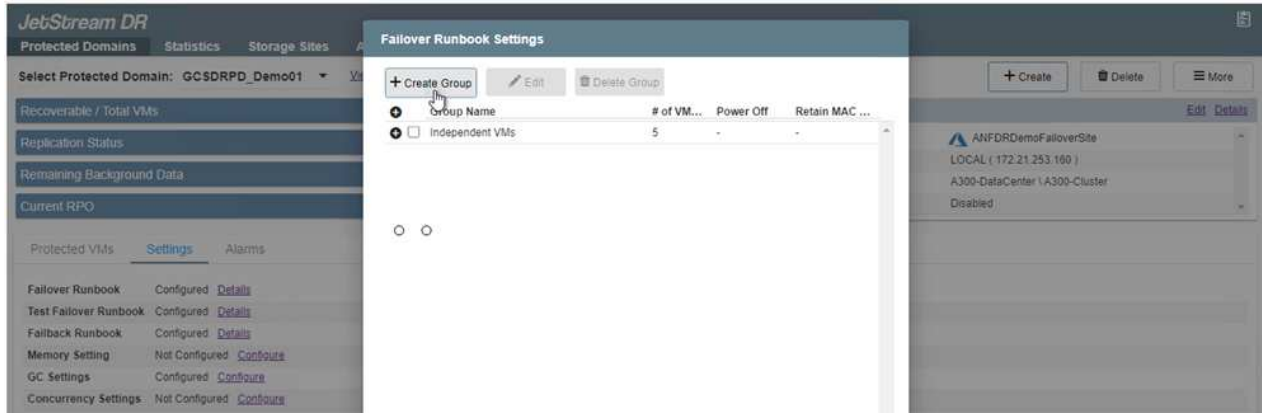 JetStream DR
Protected Domains Statistics Storage Sites A
Select Protected Domain: GCSDRPD_Demo01
Recoverable / Total VMs
Replication Status
Remaining Background Data
Current RPO
Protected VMs Settings Alarms
Failover Runbook Configured Details
Test Failover Runbook Configured Details
Failback Runbook Configured Details
Memory Setting Not Configured Configure
GC Settings Configured Configure
Concurrency Settings Not Configured Configure
Failover Runbook Settings
+ Create Group Edit Delete Group
Group Name # of VM... Power Off Retain MAC ...
Independent VMs 5 - -
+ Create Delete More
Edit Details
ANFDRDemoFailoverSite
LOCAL ( 172.21.253.160 )
A300-DataCenter \ A300-Cluster
Disabled